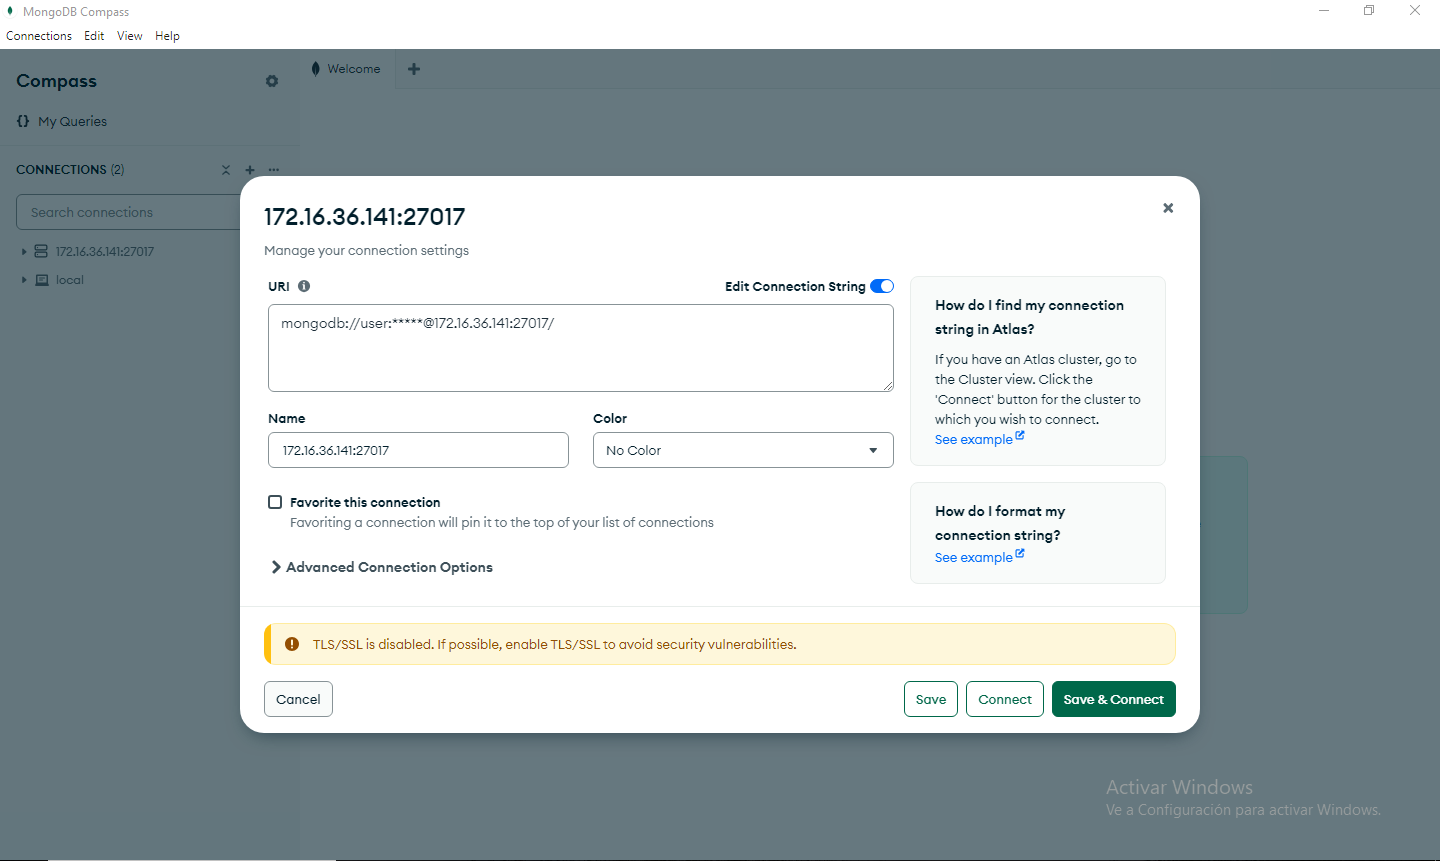 MongoDB Compass
Connections Edit View Help
Compass
Welcome
My Queries
CONNECTIONS (2)
Search connections
172.16.36.141:27017
local
172.16.36.141:27017
Manage your connection settings
URI
Edit Connection String
mongodb://user:*****@172.16.36.141:27017/
Name
Color
172.16.36.141:27017
No Color
Favorite this connection
Favoriting a connection will pin it to the top of your list of connections
Advanced Connection Options
How do I find my connection
string in Atlas?
If you have an Atlas cluster, go to
the Cluster view. Click the
'Connect' button for the cluster to
which you wish to connect.
See example
How do I format my
connection string?
See example
TLS/SSL is disabled. If possible, enable TLS/SSL to avoid security vulnerabilities.
Cancel
Save
Connect
Save & Connect
Activar Windows
Ve a Configuración para activar Windows.